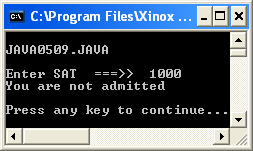 C:\Program Files\Xinox ...
JAVA0509.JAVA
Enter SAT ===>> 1000
You are not admitted
Press any key to continue...